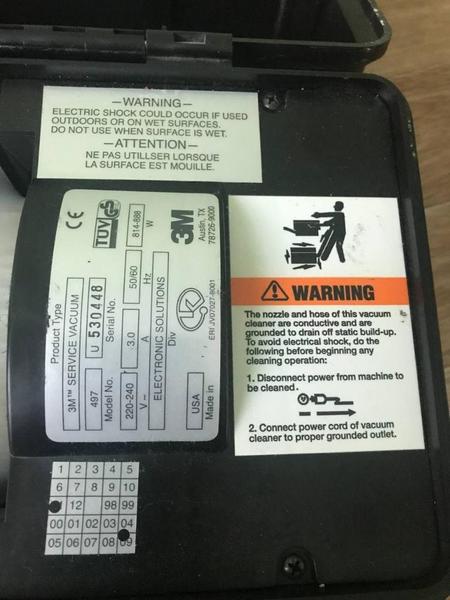 —WARNING—
ELECTRIC SHOCK COULD OCCUR IF USED
OUTDOORS OR ON WET SURFACES.
DO NOT USE WHEN SURFACE IS WET.
—ATTENTION—
NE PAS UTILLSER LORSQUE
LA SURFACE EST MOUILLE.
Product Type CE
3M™ SERVICE VACUUM
497 U 530448 TUV GS
Model No. Serial No.
220-240 3.0 50/60 814-888
V ~ A Hz W
ELECTRONIC SOLUTIONS
Div
3M
USA
Austin, TX
Made in
78726-9000
WARNING
The nozzle and hose of this vacuum
cleaner are conductive and are
grounded to drain off static build-up.
To avoid electrical shock, do the
following before beginning any
cleaning operation:
1. Disconnect power from machine to
be cleaned.
2. Connect power cord of vacuum
cleaner to proper grounded outlet.
1 2 3 4 5
6 7 8 9 10
12 98 99
00 01 02 03 04
05 06 07 08 09